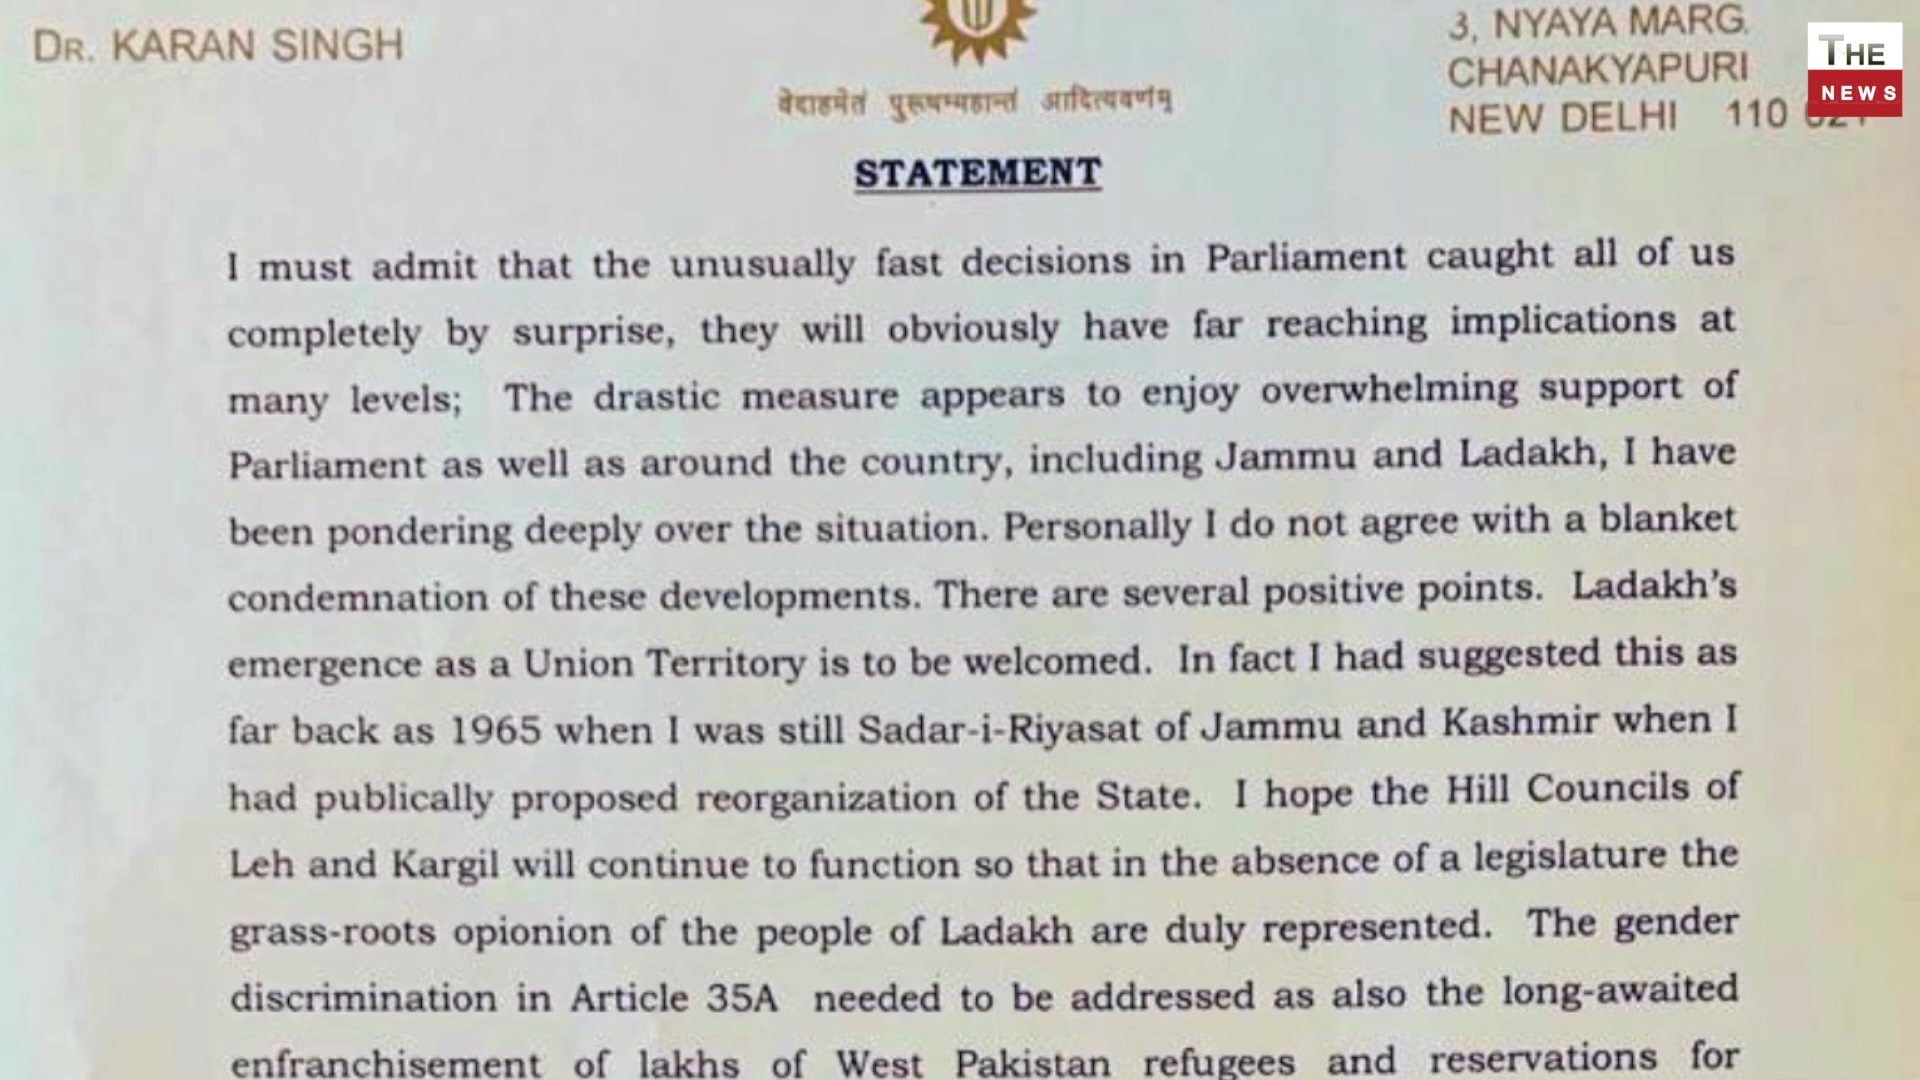 DR. KARAN SINGH
वेदाहमेतं पुरूषम्महान्तं आदित्यवर्णम्
3, NYAYA MARG.
CHANAKYAPURI
NEW DELHI 110
THE
NEWS
STATEMENT
I must admit that the unusually fast decisions in Parliament caught all of us
completely by surprise, they will obviously have far reaching implications at
many levels; The drastic measure appears to enjoy overwhelming support of
Parliament as well as around the country, including Jammu and Ladakh, I have
been pondering deeply over the situation. Personally I do not agree with a blanket
condemnation of these developments. There are several positive points. Ladakh's
emergence as a Union Territory is to be welcomed. In fact I had suggested this as
far back as 1965 when I was still Sadar-i-Riyasat of Jammu and Kashmir when I
had publically proposed reorganization of the State. I hope the Hill Councils of
Leh and Kargil will continue to function so that in the absence of a legislature the
grass-roots opionion of the people of Ladakh are duly represented. The gender
discrimination in Article 35A needed to be addressed as also the long-awaited
enfranchisement of lakhs of West Pakistan refugees and reservations for